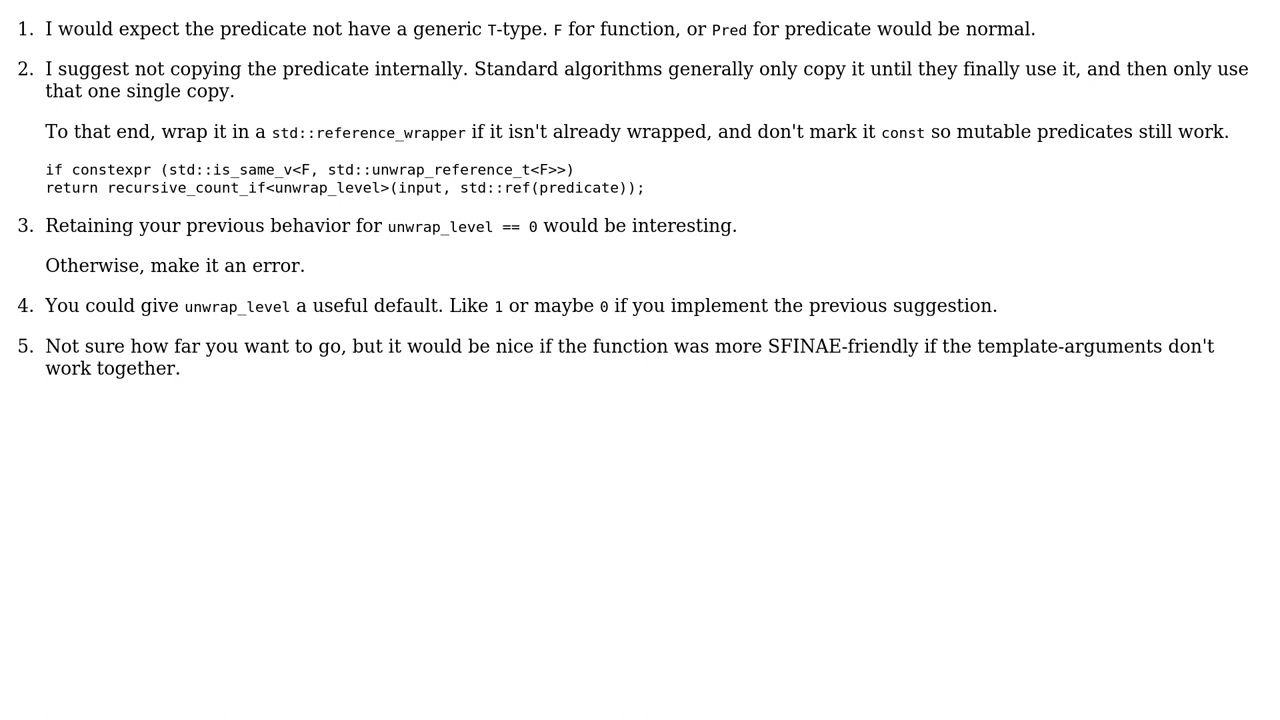 1. I would expect the predicate not have a generic T-type. F for function, or Pred for predicate would be normal.
2. I suggest not copying the predicate internally. Standard algorithms generally only copy it until they finally use it, and then only use
that one single copy.
To that end, wrap it in a std::reference_wrapper if it isn't already wrapped, and don't mark it const so mutable predicates still work.
if constexpr (std::is_same_v<F, std::unwrap_reference_t<F>>)
return recursive_count_if<unwrap_level>(input, std::ref(predicate));
3. Retaining your previous behavior for unwrap_level == 0 would be interesting.
Otherwise, make it an error.
4. You could give unwrap_level a useful default. Like 1 or maybe 0 if you implement the previous suggestion.
5. Not sure how far you want to go, but it would be nice if the function was more SFINAE-friendly if the template-arguments don't
work together.